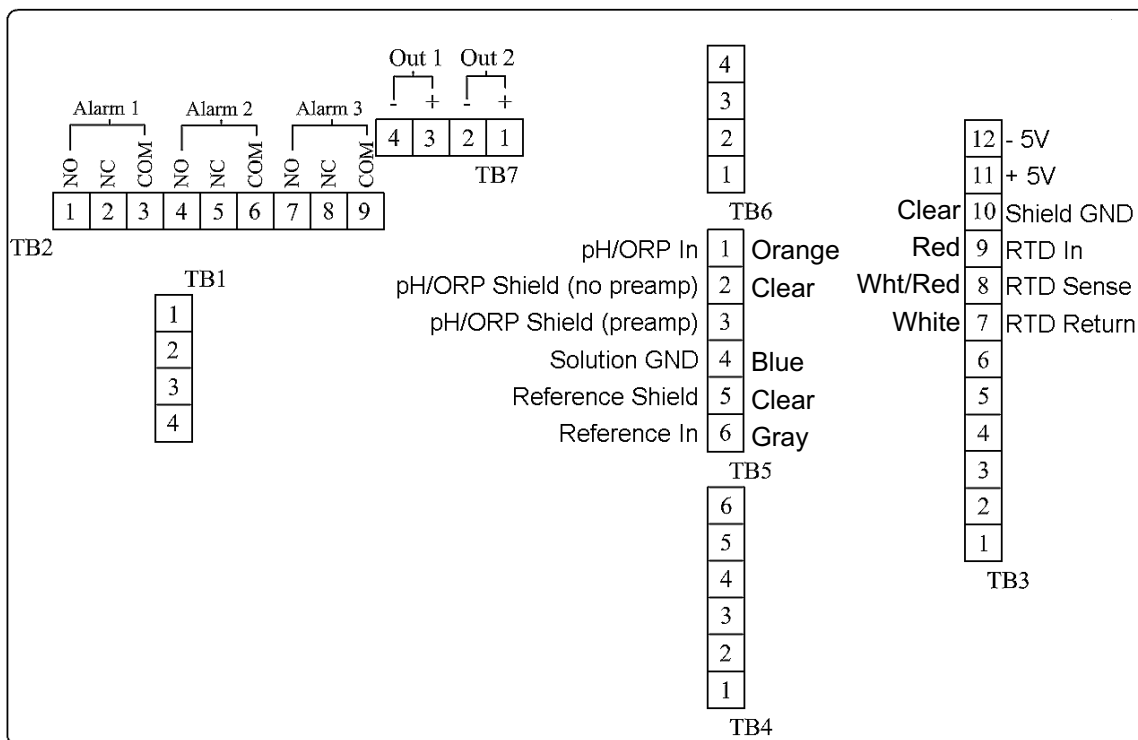 Out 1 Out 2
- + - +
4 3 2 1
TB7
Alarm 1 Alarm 2 Alarm 3
NO NC COM NO NC COM NO NC COM
1 2 3 4 5 6 7 8 9
TB2
TB1
1
2
3
4
4
3
2
1
TB6
pH/ORP In 1 Orange
pH/ORP Shield (no preamp) 2 Clear
pH/ORP Shield (preamp) 3
Solution GND 4 Blue
Reference Shield 5 Clear
Reference In 6 Gray
TB5
6
5
4
3
2
1
TB4
12 - 5V
11 + 5V
Clear 10 Shield GND
Red 9 RTD In
Wht/Red 8 RTD Sense
White 7 RTD Return
6
5
4
3
2
1
TB3